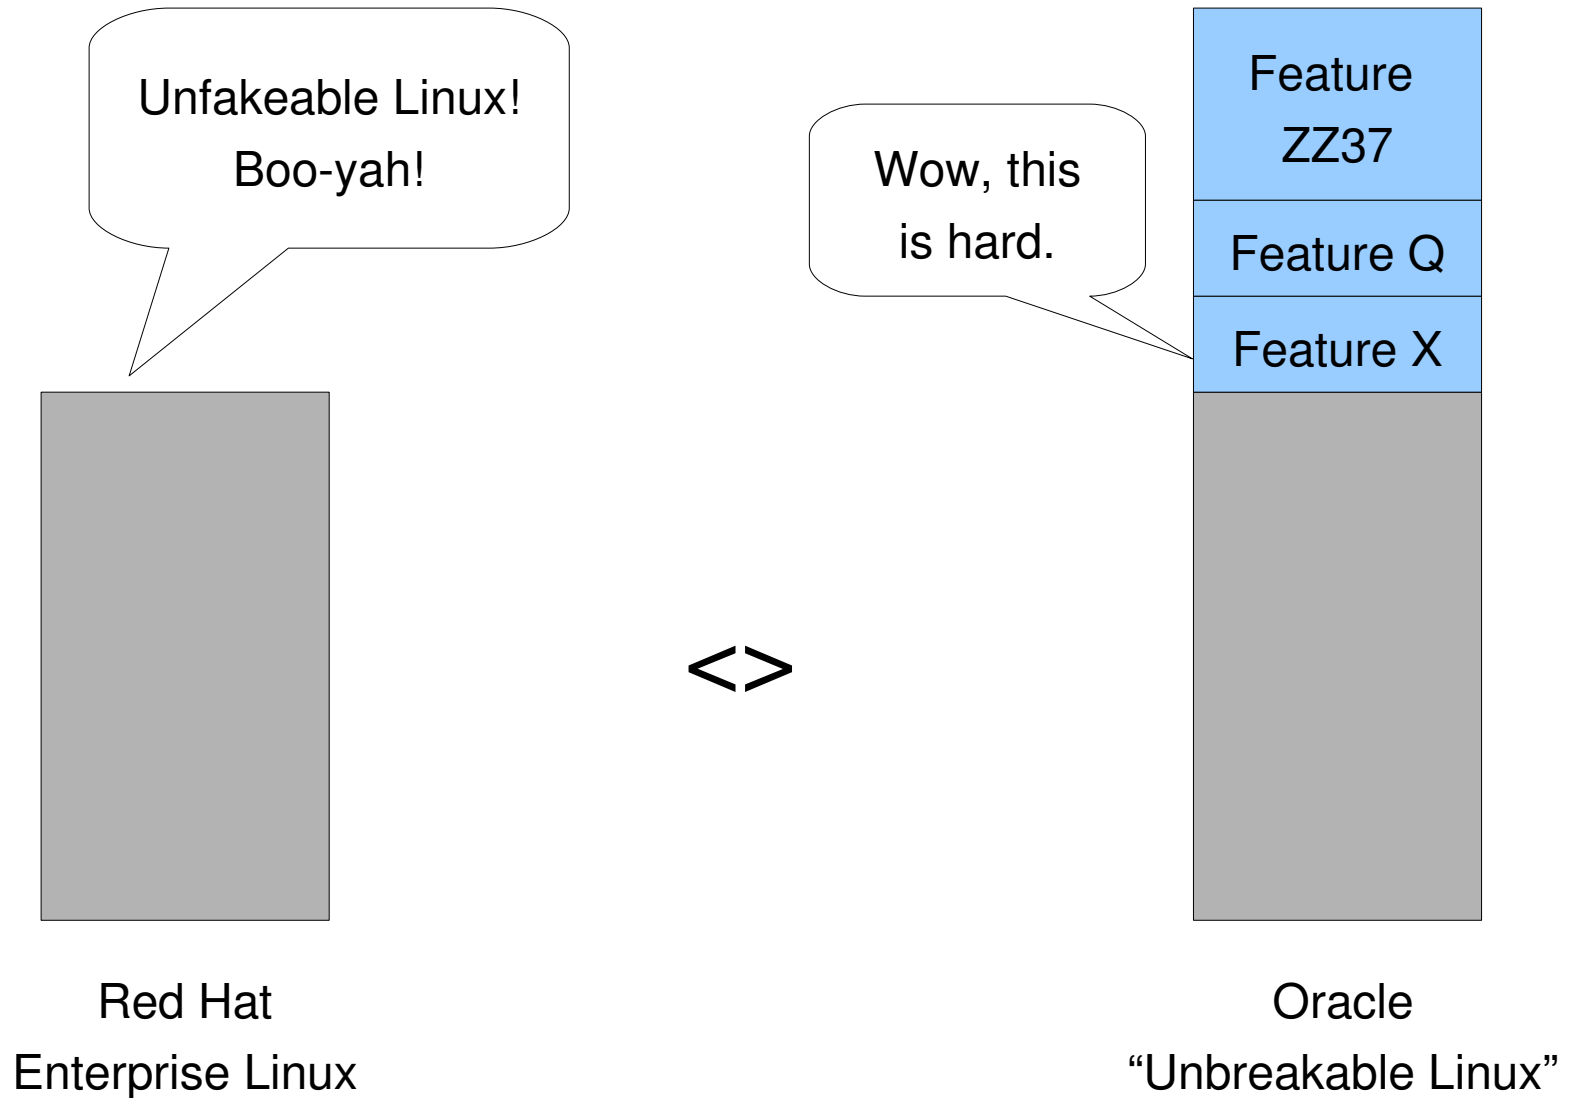 Unfakeable Linux!
Boo-yah!
Wow, this
is hard.
Feature
ZZ37
Feature Q
Feature X
<>
Red Hat
Enterprise Linux
Oracle
“Unbreakable Linux”